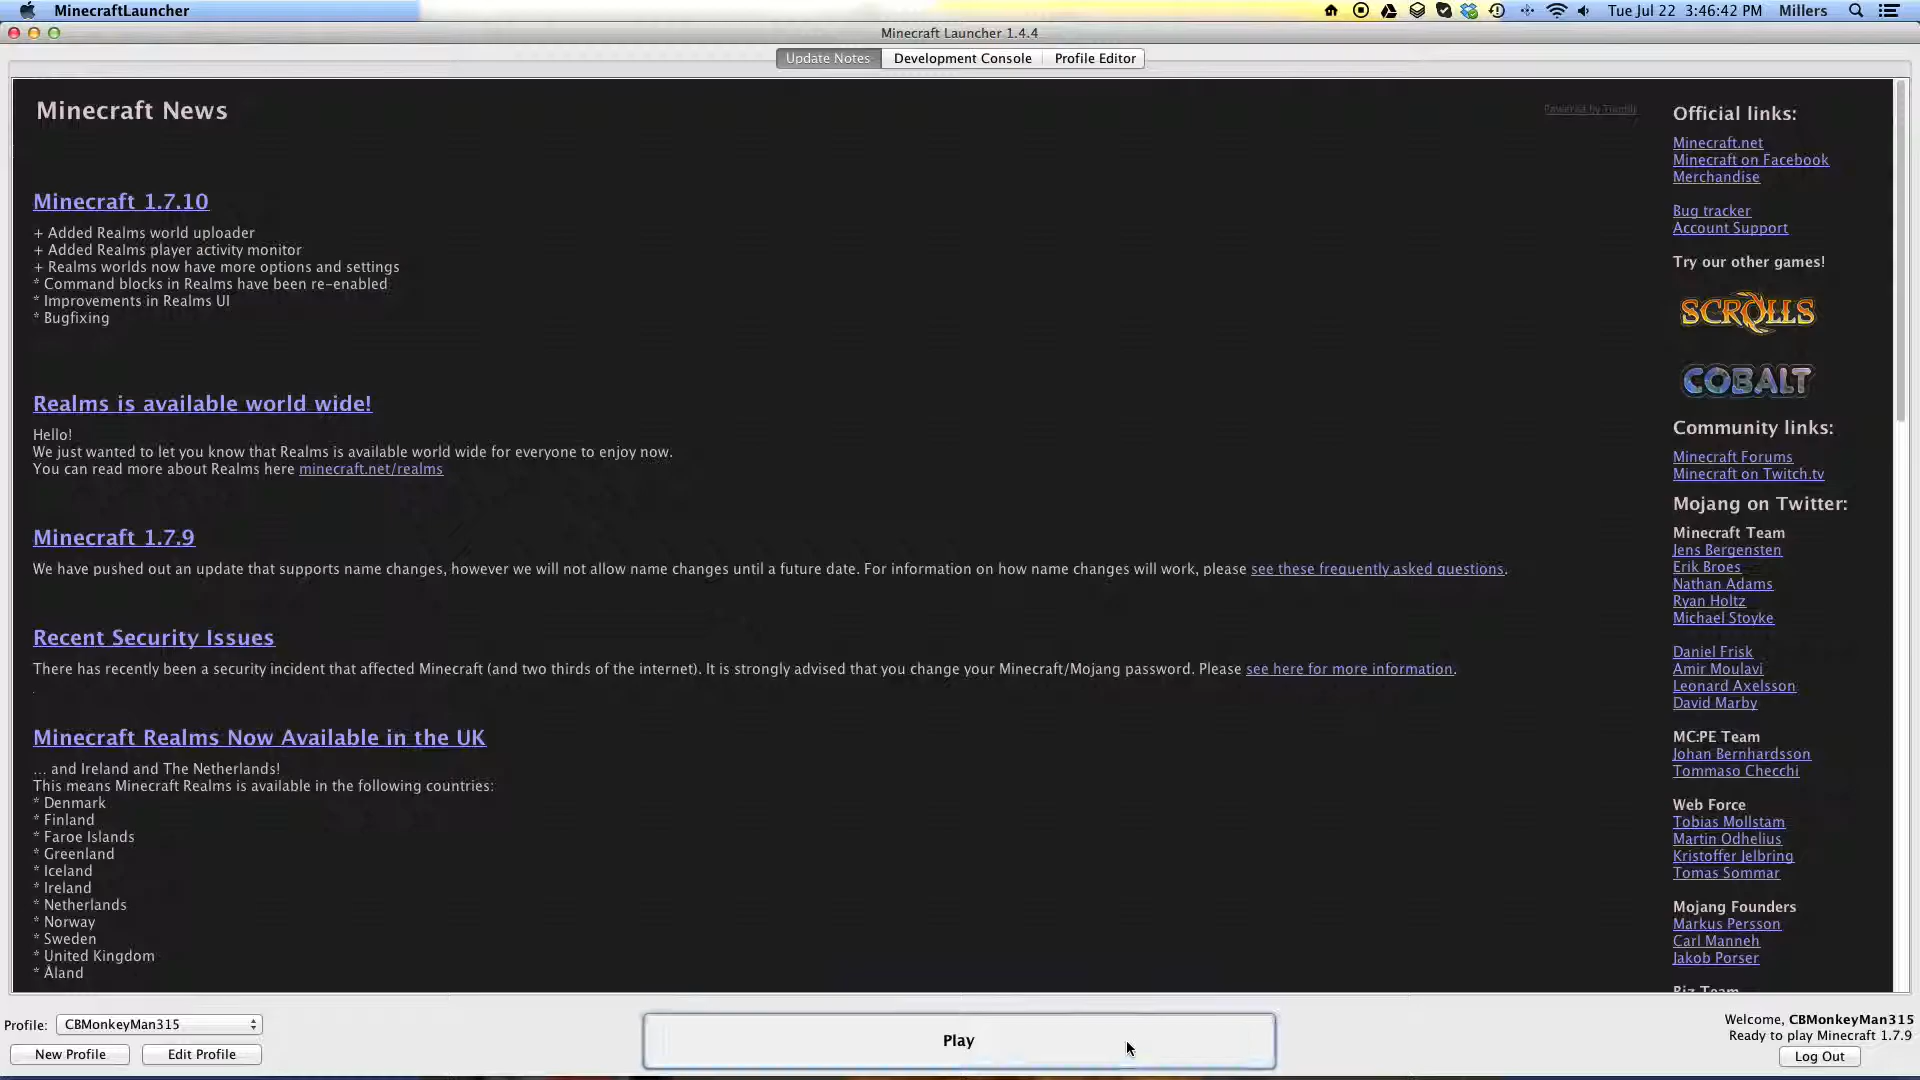 MinecraftLauncher
Tue Jul 22 3:46:42 PM Millers
Minecraft Launcher 1.4.4
Update Notes Development Console Profile Editor
Minecraft News
Powered by Tumblr
Minecraft 1.7.10
+ Added Realms world uploader
+ Added Realms player activity monitor
+ Realms worlds now have more options and settings
* Command blocks in Realms have been re-enabled
* Improvements in Realms UI
* Bugfixing
Realms is available world wide!
Hello!
We just wanted to let you know that Realms is available world wide for everyone to enjoy now.
You can read more about Realms here minecraft.net/realms
Minecraft 1.7.9
We have pushed out an update that supports name changes, however we will not allow name changes until a future date. For information on how name changes will work, please see these frequently asked questions.
Recent Security Issues
There has recently been a security incident that affected Minecraft (and two thirds of the internet). It is strongly advised that you change your Minecraft/Mojang password. Please see here for more information.
.
Minecraft Realms Now Available in the UK
... and Ireland and The Netherlands!
This means Minecraft Realms is available in the following countries:
* Denmark
* Finland
* Faroe Islands
* Greenland
* Iceland
* Ireland
* Netherlands
* Norway
* Sweden
* United Kingdom
* Åland
Official links:
Minecraft.net
Minecraft on Facebook
Merchandise
Bug tracker
Account Support
Try our other games!
SCROLLS
COBALT
Community links:
Minecraft Forums
Minecraft on Twitch.tv
Mojang on Twitter:
Minecraft Team
Jens Bergensten
Erik Broes
Nathan Adams
Ryan Holtz
Michael Stoyke
Daniel Frisk
Amir Moulavi
Leonard Axelsson
David Marby
MC:PE Team
Johan Bernhardsson
Tommaso Checchi
Web Force
Tobias Mollstam
Martin Odhelius
Kristoffer Jelbring
Tomas Sommar
Mojang Founders
Markus Persson
Carl Manneh
Jakob Porser
Biz Team
Profile: CBMonkeyMan315
New Profile Edit Profile
Play
Welcome, CBMonkeyMan315
Ready to play Minecraft 1.7.9
Log Out